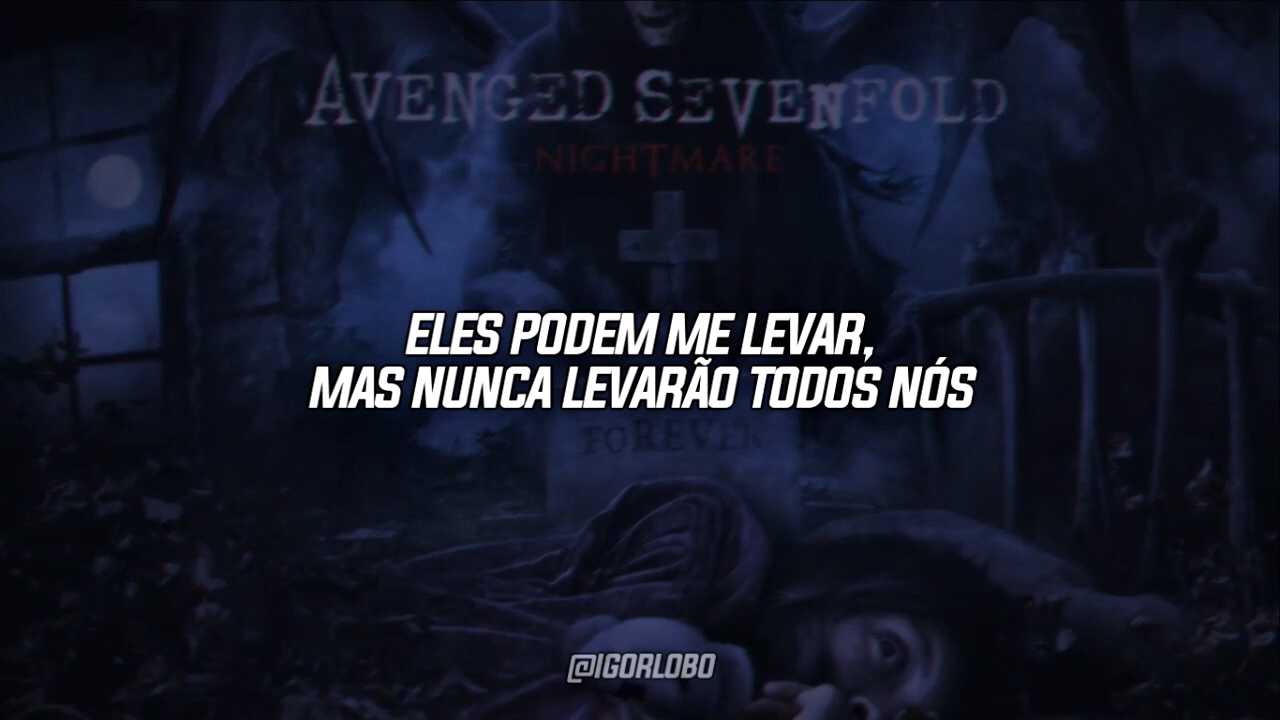 AVENGED SEVENFOLD
NIGHTMARE
ELES PODEM ME LEVAR,
MAS NUNCA LEVARÃO TODOS NÓS
FOREVER
@IGORLOBO